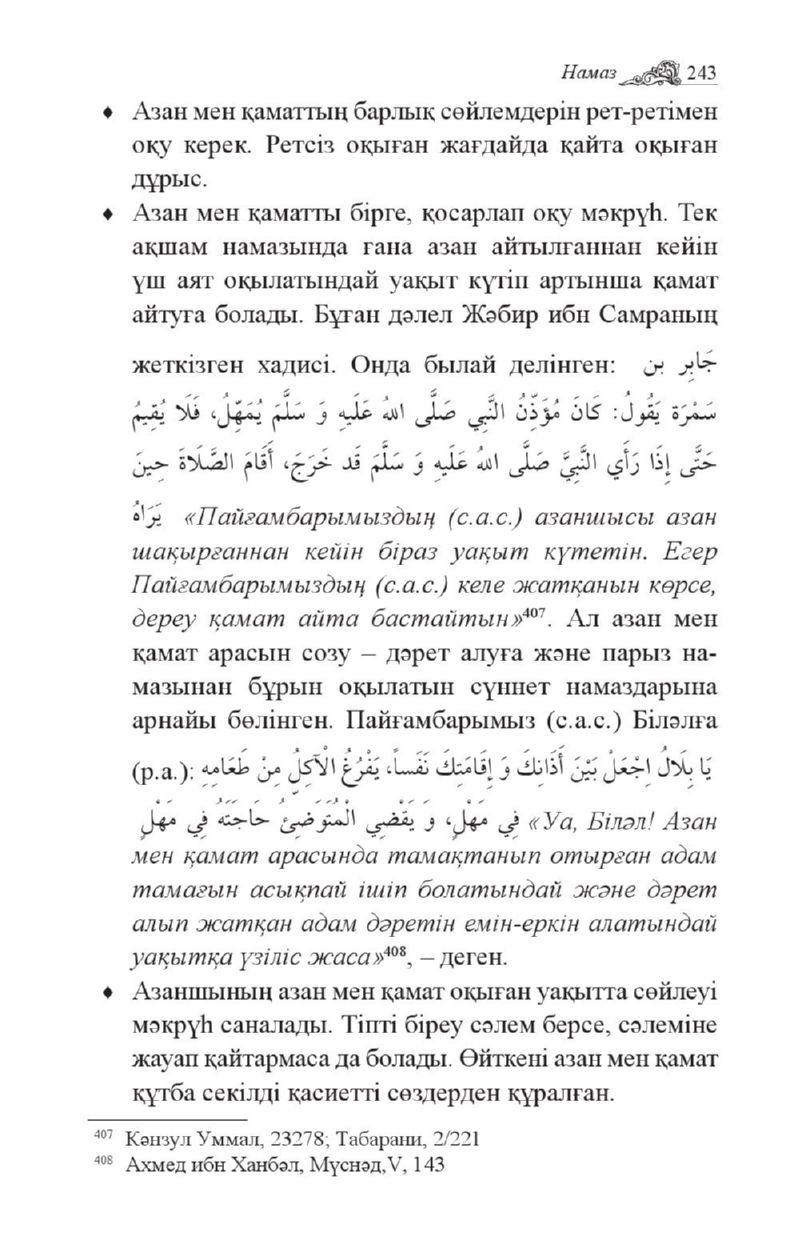 Намаз 243
♦ Азан мен қаматтың барлық сөйлемдерін рет-ретімен
оқу керек. Ретсіз оқыған жағдайда қайта оқыған
дұрыс.
♦ Азан мен қаматты бірге, қосарлап оқу мәкрүһ. Тек
ақшам намазында ғана азан айтылғаннан кейін
үш аят оқылатындай уақыт күтіп артынша қамат
айтуға болады. Бұған дәлел Жәбир ибн Самраның
жеткізген хадисі. Онда былай делінген: جَابِر بن
سَمْرَة يَقُولُ: كَانَ مُؤَذِّنُ النَّبِي صَلَّى اللهُ عَلَيهِ وَ سَلَّمَ يُمَهِّلُ، فَلَا يُقِيمُ
حَتَّى إِذَا رَأَي النَّبِيَّ صَلَّى اللهُ عَلَيهِ وَ سَلَّمَ قَد خَرَجَ، أَقَامَ الصَّلَاةَ حِينَ
يَرَاهُ «Пайғамбарымыздың (с.а.с.) азаншысы азан
шақырғаннан кейін біраз уақыт күтетін. Егер
Пайғамбарымыздың (с.а.с.) келе жатқанын көрсе,
дереу қамат айта бастайтын»⁴⁰⁷. Ал азан мен
қамат арасын созу – дәрет алуға және парыз на-
мазынан бұрын оқылатын сүннет намаздарына
арнайы бөлінген. Пайғамбарымыз (с.а.с.) Біләлға
(р.а.): يَا بِلَالُ اِجْعَلْ بَيْنَ أَذَانِكَ وَ إِقَامَتِكَ نَفَساً، يَفْرُغُ الْآكِلُ مِنْ طَعَامِهِ
فِي مَهْلٍ، وَ يَقْضِي الْمُتَوَضِئُ حَاجَتَهُ فِي مَهْلٍ «Уа, Біләл! Азан
мен қамат арасында тамақтанып отырған адам
тамағын асықпай ішіп болатындай және дәрет
алып жатқан адам дәретін емін-еркін алатындай
уақытқа үзіліс жаса»⁴⁰⁸, – деген.
♦ Азаншының азан мен қамат оқыған уақытта сөйлеуі
мәкрүһ саналады. Тіпті біреу сәлем берсе, сәлеміне
жауап қайтармаса да болады. Өйткені азан мен қамат
құтба секілді қасиетті сөздерден құралған.
⁴⁰⁷ Кәнзул Уммал, 23278; Табарани, 2/221
⁴⁰⁸ Ахмед ибн Ханбәл, Мүснәд,V, 143